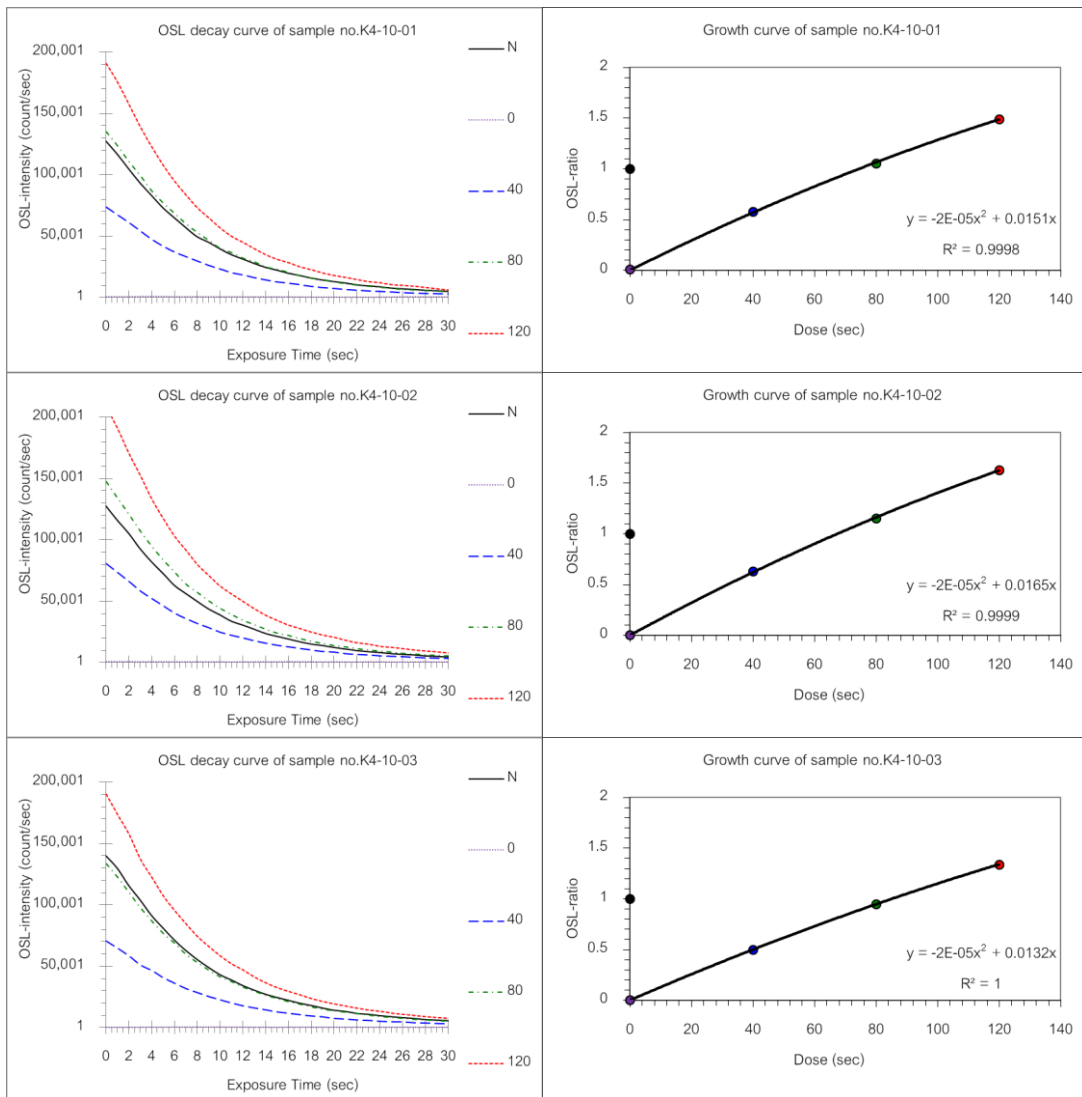 OSL decay curve of sample no.K4-10-01
OSL-intensity (count/sec)
200,001
150,001
100,001
50,001
1
0 2 4 6 8 10 12 14 16 18 20 22 24 26 28 30
Exposure Time (sec)
N
0
40
80
120
Growth curve of sample no.K4-10-01
OSL-ratio
2
1.5
1
0.5
0
y = -2E-05x² + 0.0151x
R² = 0.9998
0 20 40 60 80 100 120 140
Dose (sec)
OSL decay curve of sample no.K4-10-02
OSL-intensity (count/sec)
200,001
150,001
100,001
50,001
1
0 2 4 6 8 10 12 14 16 18 20 22 24 26 28 30
Exposure Time (sec)
N
0
40
80
120
Growth curve of sample no.K4-10-02
OSL-ratio
2
1.5
1
0.5
0
y = -2E-05x² + 0.0165x
R² = 0.9999
0 20 40 60 80 100 120 140
Dose (sec)
OSL decay curve of sample no.K4-10-03
OSL-intensity (count/sec)
200,001
150,001
100,001
50,001
1
0 2 4 6 8 10 12 14 16 18 20 22 24 26 28 30
Exposure Time (sec)
N
0
40
80
120
Growth curve of sample no.K4-10-03
OSL-ratio
2
1.5
1
0.5
0
y = -2E-05x² + 0.0132x
R² = 1
0 20 40 60 80 100 120 140
Dose (sec)